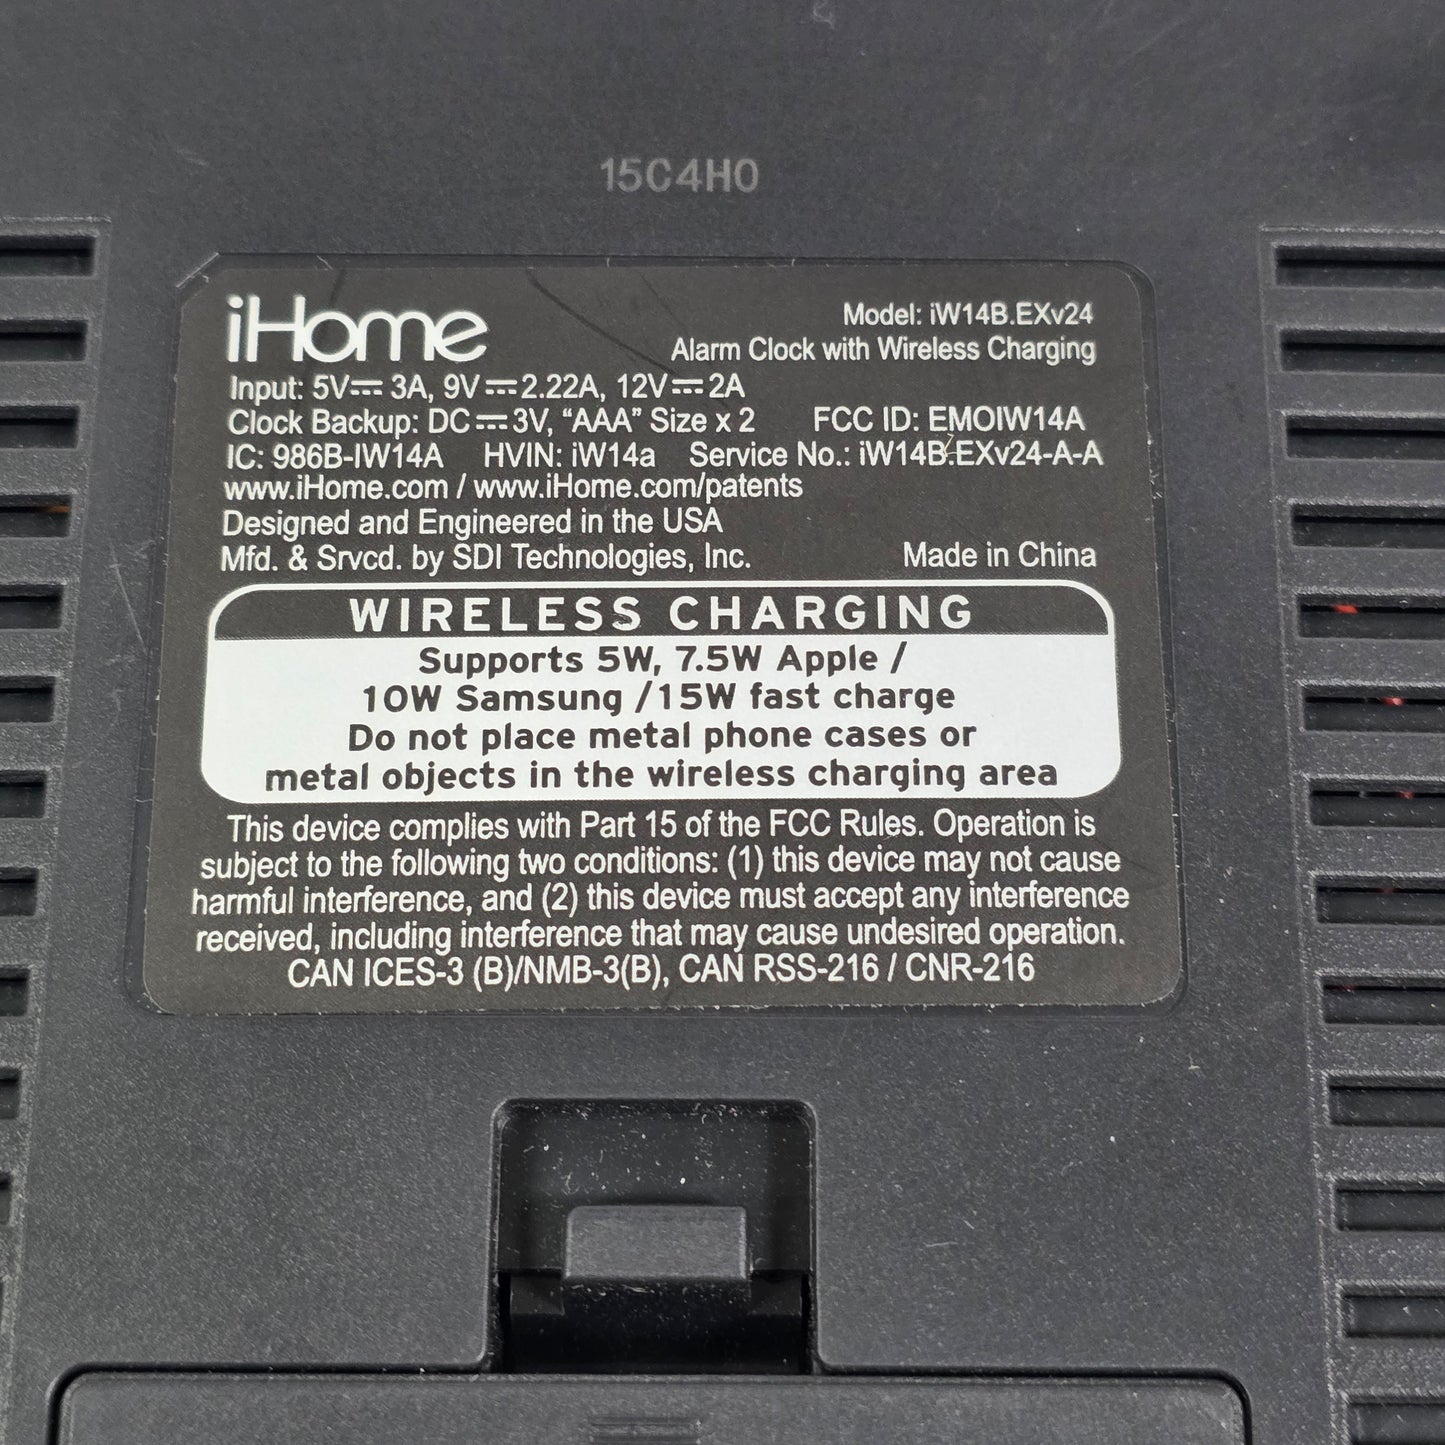 15C4H0
iHome
Model: iW14B.EXv24
Alarm Clock with Wireless Charging
Input: 5V⎓ 3A, 9V⎓2.22A, 12V⎓2A
Clock Backup: DC⎓3V, “AAA” Size x 2 FCC ID: EMOIW14A
IC: 986B-IW14A HVIN: iW14a Service No.: iW14B.EXv24-A-A
www.iHome.com / www.iHome.com/patents
Designed and Engineered in the USA
Mfd. & Srvcd. by SDI Technologies, Inc. Made in China
WIRELESS CHARGING
Supports 5W, 7.5W Apple /
10W Samsung /15W fast charge
Do not place metal phone cases or
metal objects in the wireless charging area
This device complies with Part 15 of the FCC Rules. Operation is
subject to the following two conditions: (1) this device may not cause
harmful interference, and (2) this device must accept any interference
received, including interference that may cause undesired operation.
CAN ICES-3 (B)/NMB-3(B), CAN RSS-216 / CNR-216